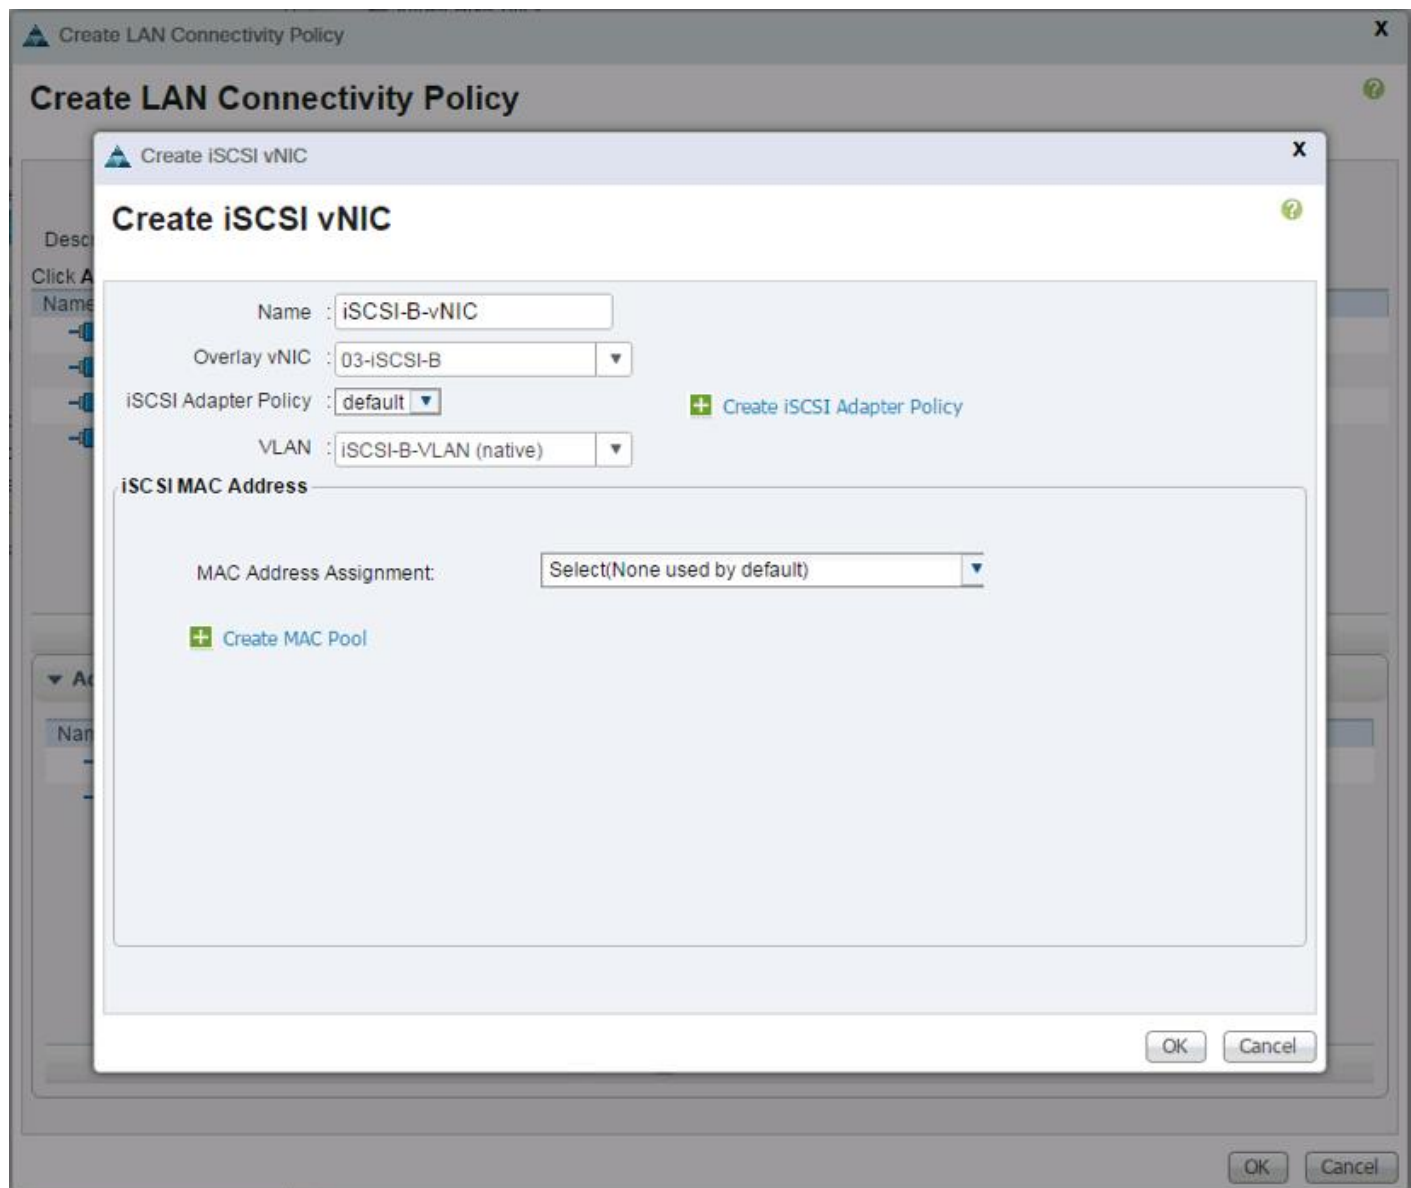 Create LAN Connectivity Policy
X
Create LAN Connectivity Policy
Create iSCSI vNIC
X
Create iSCSI vNIC
Click A
Name : iSCSI-B-vNIC
Overlay vNIC : 03-iSCSI-B
iSCSI Adapter Policy : default
Create iSCSI Adapter Policy
VLAN : iSCSI-B-VLAN (native)
iSCSI MAC Address
MAC Address Assignment: Select(None used by default)
Create MAC Pool
OK Cancel
OK Cancel